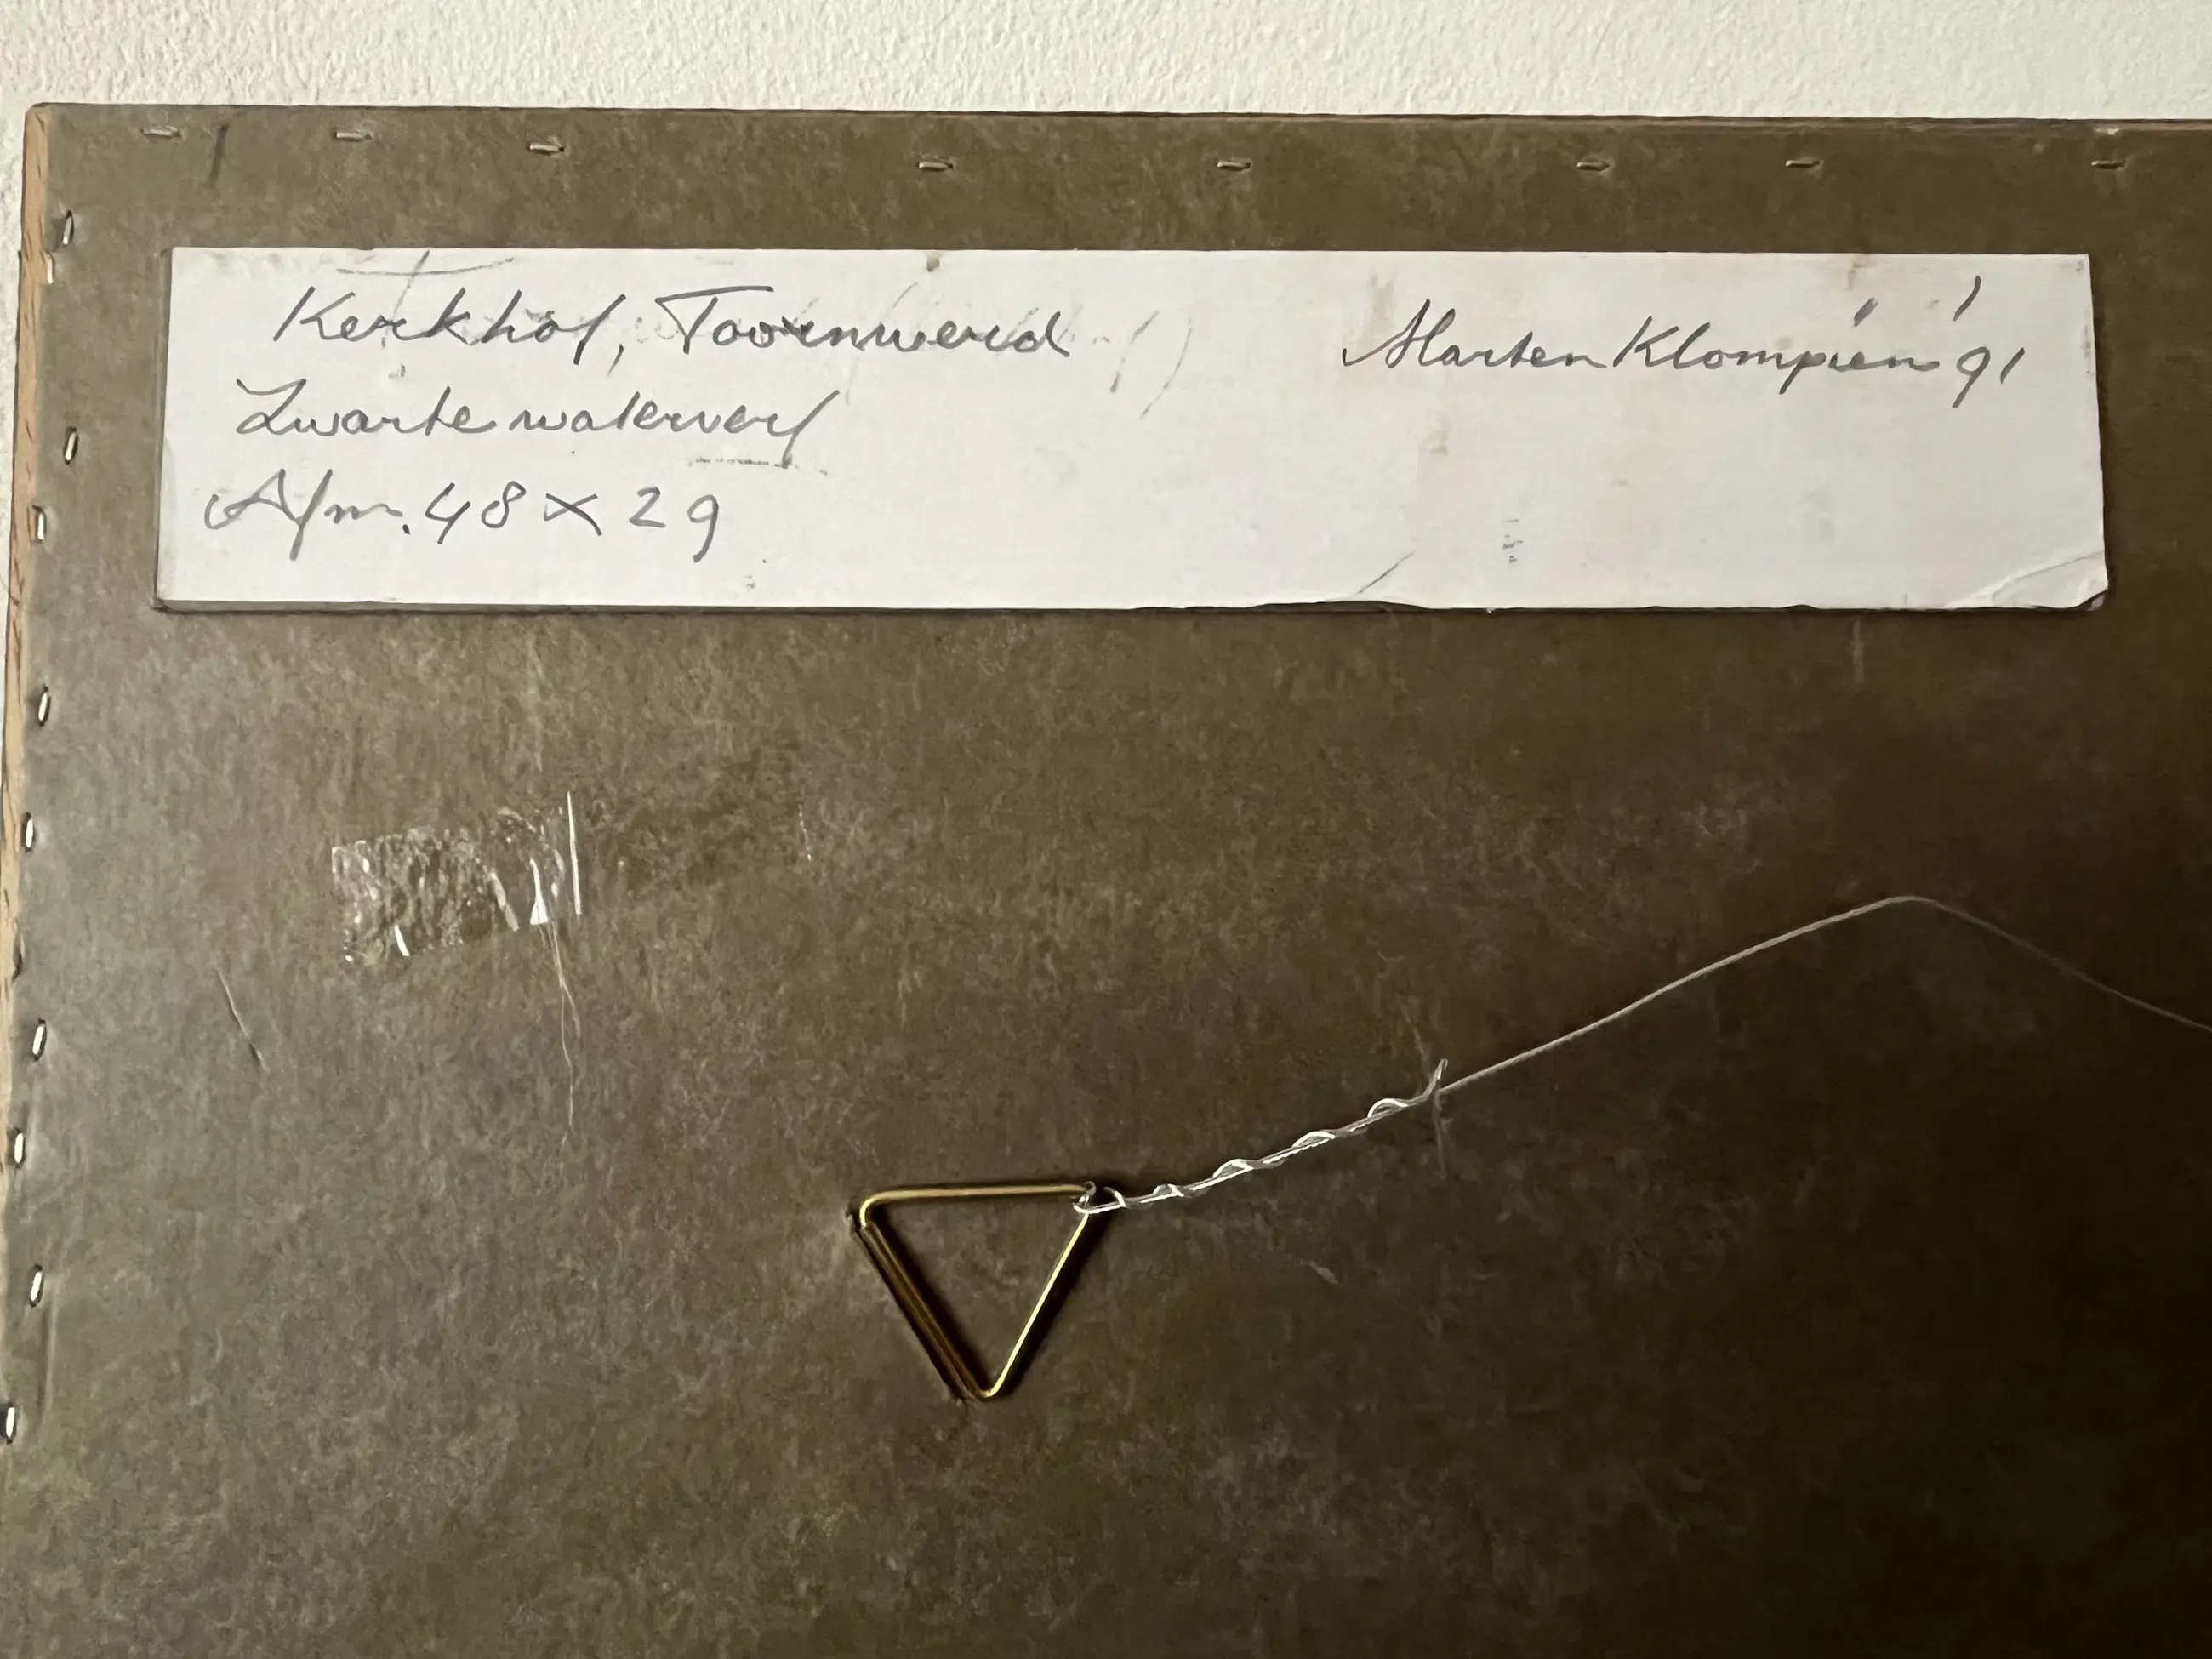 Kerkhof, Toornwerd
Marten Klompien '91
Zwarte waterverf
Afm. 48 x 29